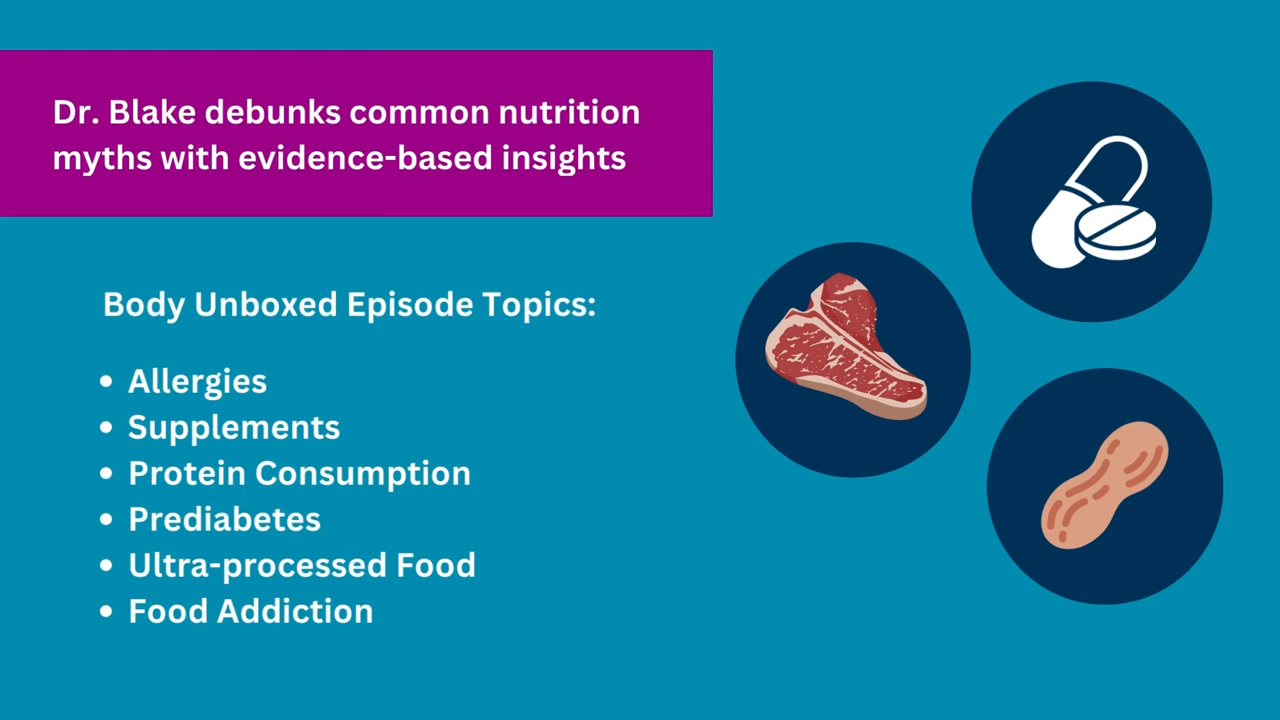 Dr. Blake debunks common nutrition
myths with evidence-based insights
Body Unboxed Episode Topics:
• Allergies
• Supplements
• Protein Consumption
• Prediabetes
• Ultra-processed Food
• Food Addiction